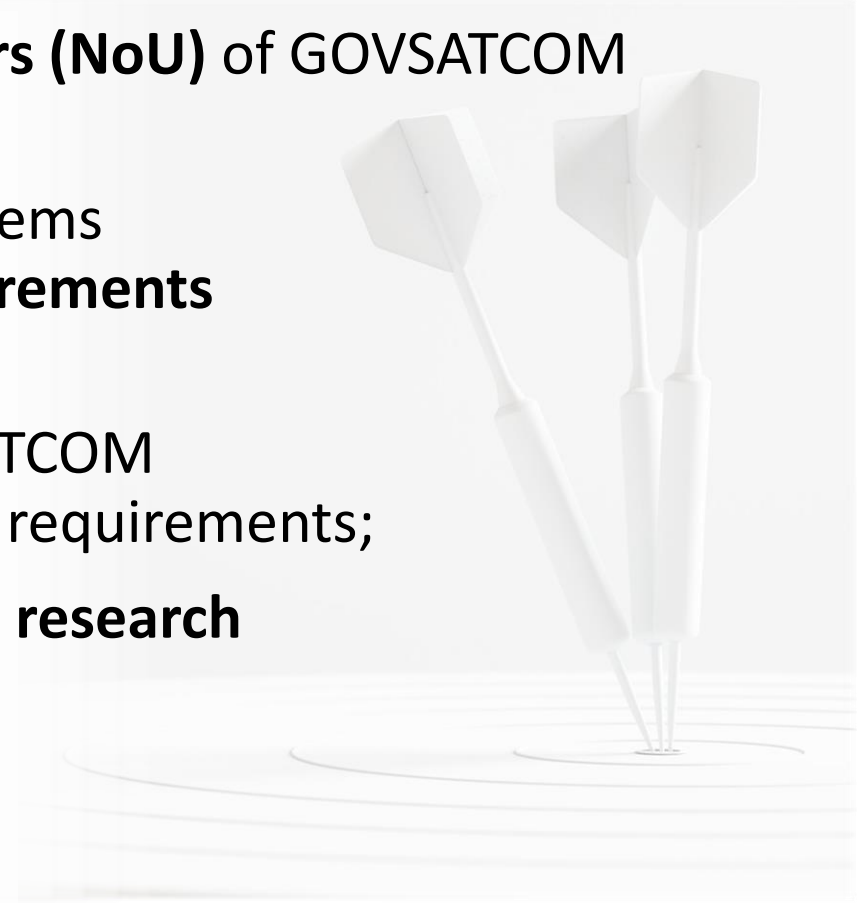 rs (NoU) of GOVSATCOM
ems
rements
TCOM
requirements;
research